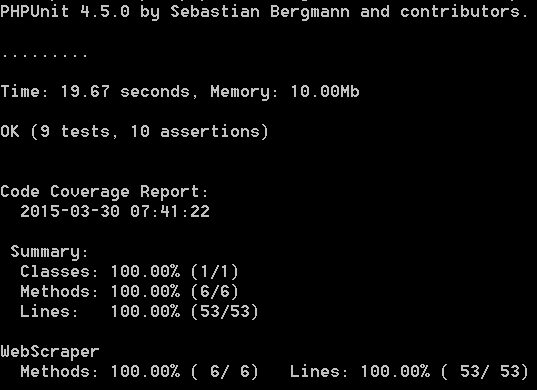 PHPUnit 4.5.0 by Sebastian Bergmann and contributors.
.........
Time: 19.67 seconds, Memory: 10.00Mb
OK (9 tests, 10 assertions)
Code Coverage Report:
2015-03-30 07:41:22
Summary:
Classes: 100.00% (1/1)
Methods: 100.00% (6/6)
Lines:   100.00% (53/53)
WebScraper
Methods: 100.00% ( 6/ 6)   Lines: 100.00% ( 53/ 53)